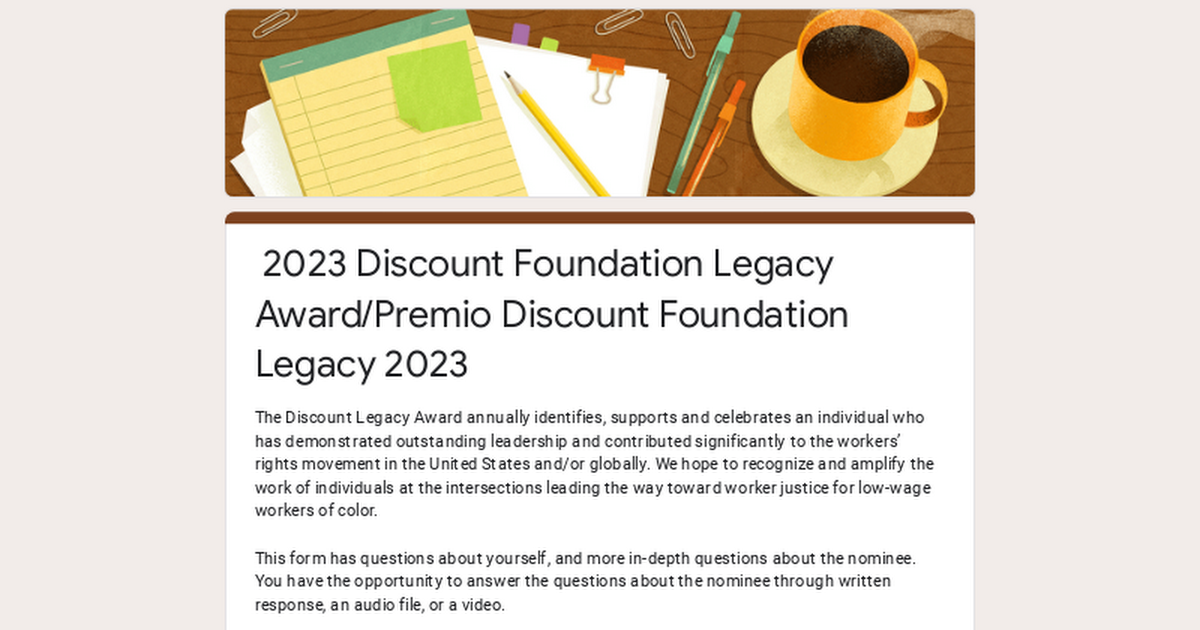 2023 Discount Foundation Legacy
Award/Premio Discount Foundation
Legacy 2023
The Discount Legacy Award annually identifies, supports and celebrates an individual who
has demonstrated outstanding leadership and contributed significantly to the workers’
rights movement in the United States and/or globally. We hope to recognize and amplify the
work of individuals at the intersections leading the way toward worker justice for low-wage
workers of color.
This form has questions about yourself, and more in-depth questions about the nominee.
You have the opportunity to answer the questions about the nominee through written
response, an audio file, or a video.